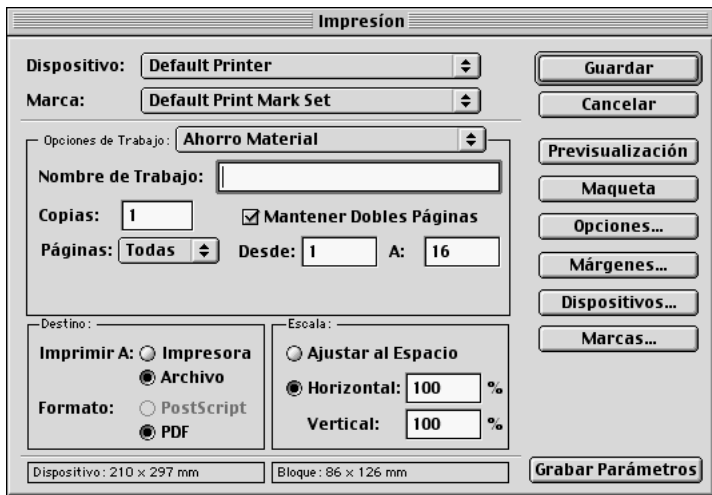 Impresíon
Dispositivo: Default Printer
Marca: Default Print Mark Set
Guardar
Cancelar
Opciones de Trabajo: Ahorro Material
Nombre de Trabajo:
Copias: 1 Mantener Dobles Páginas
Páginas: Todas Desde: 1 A: 16
Previsualización
Maqueta
Opciones...
Márgenes...
Dispositivos...
Marcas...
Destino:
Imprimir A: Impresora
Archivo
Formato: PostScript
PDF
Escala:
Ajustar al Espacio
Horizontal: 100 %
Vertical: 100 %
Dispositivo: 210 x 297 mm
Bloque: 86 x 126 mm
Grabar Parámetros